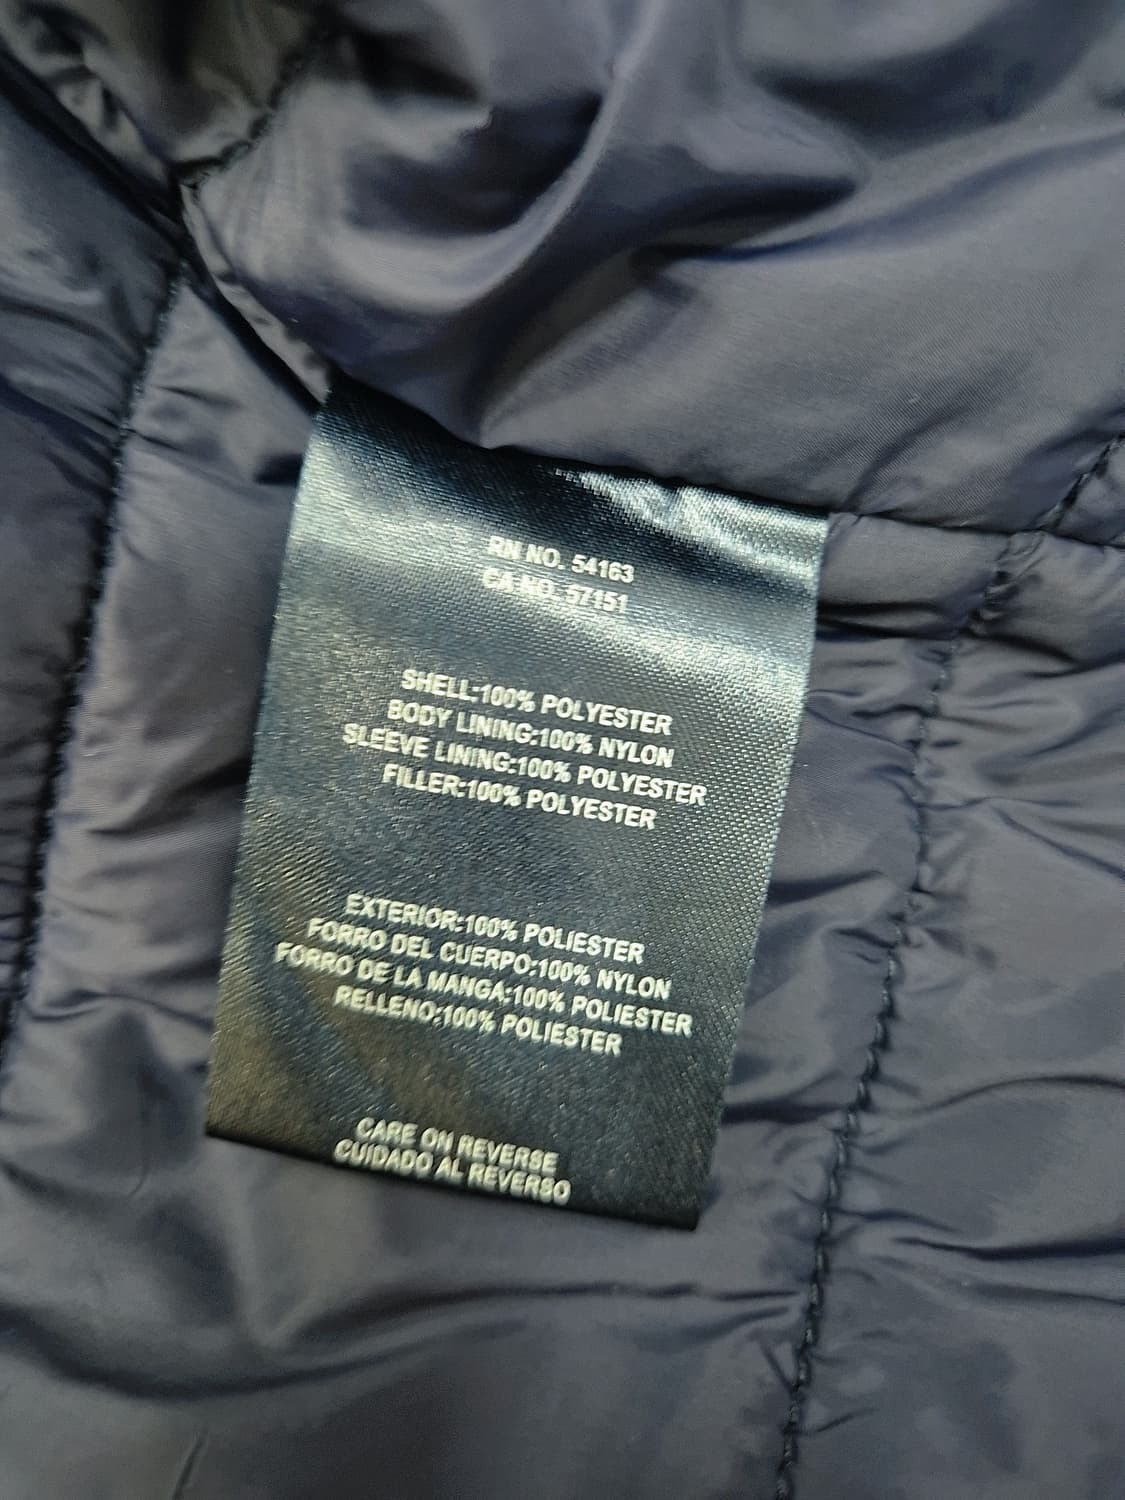 RN NO. 54163
CA NO. 57151
SHELL:100% POLYESTER
BODY LINING:100% NYLON
SLEEVE LINING:100% POLYESTER
FILLER:100% POLYESTER
EXTERIOR:100% POLIESTER
FORRO DEL CUERPO:100% NYLON
FORRO DE LA MANGA:100% POLIESTER
RELLENO:100% POLIESTER
CARE ON REVERSE
CUIDADO AL REVERSO